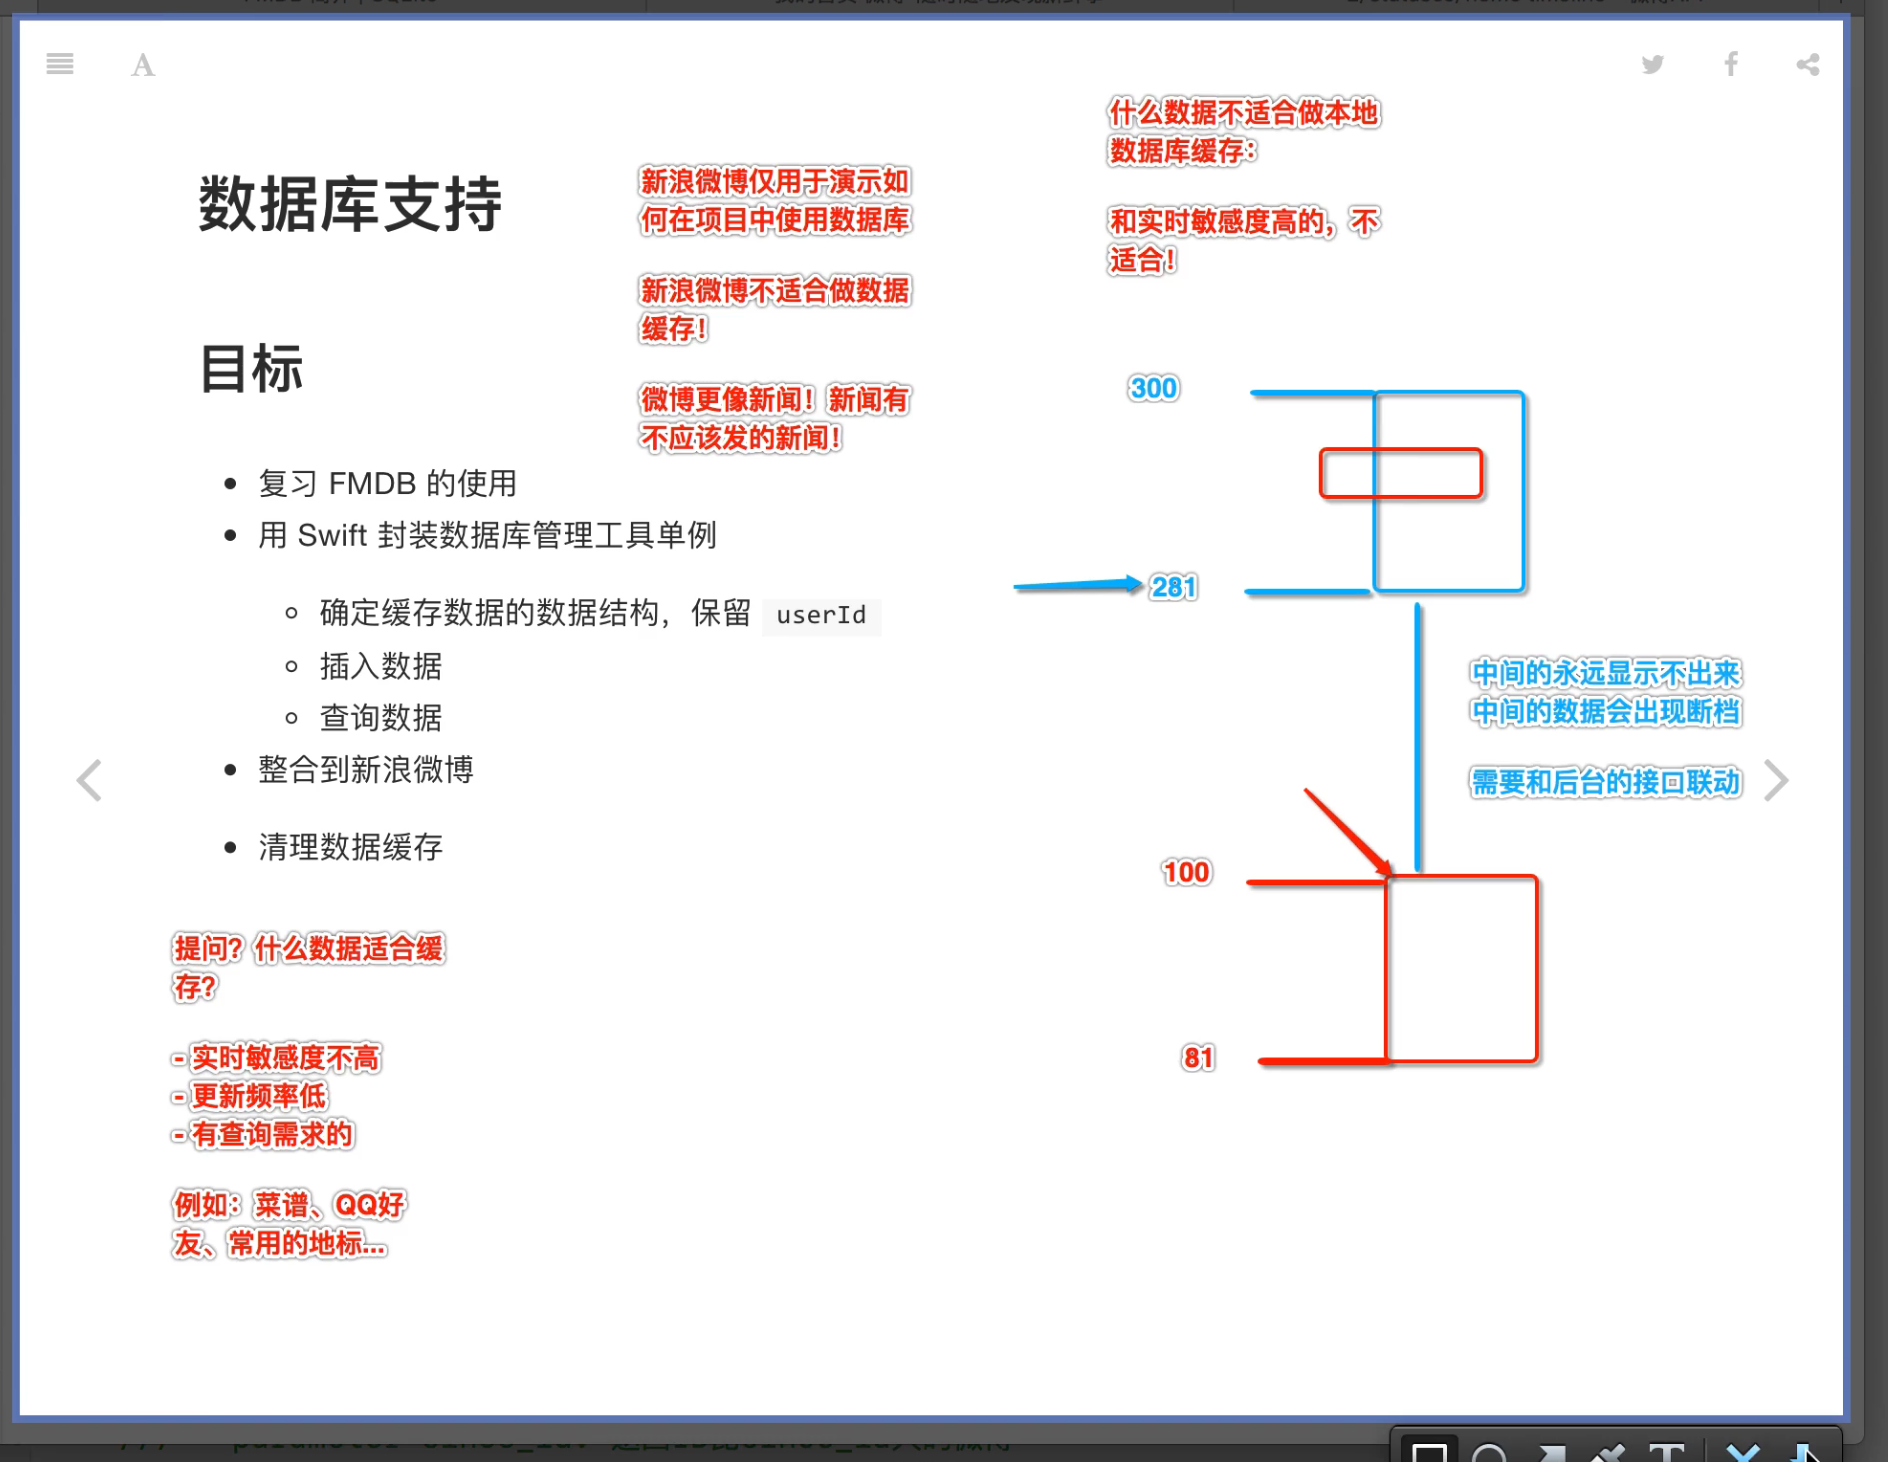 A
数据库支持
目标
复习 FMDB 的使用
用 Swift 封装数据库管理工具单例
确定缓存数据的数据结构，保留 userId
插入数据
查询数据
整合到新浪微博
清理数据缓存
提问？什么数据适合缓
存？
- 实时敏感度不高
- 更新频率低
- 有查询需求的
例如：菜谱、QQ好
友、常用的地标...
新浪微博仅用于演示如
何在项目中使用数据库
新浪微博不适合做数据
缓存！
微博更像新闻！新闻有
不应该发的新闻！
什么数据不适合做本地
数据库缓存：
和实时敏感度高的，不
适合！
300
281
中间的永远显示不出来
中间的数据会出现断档
需要和后台的接口联动
100
81